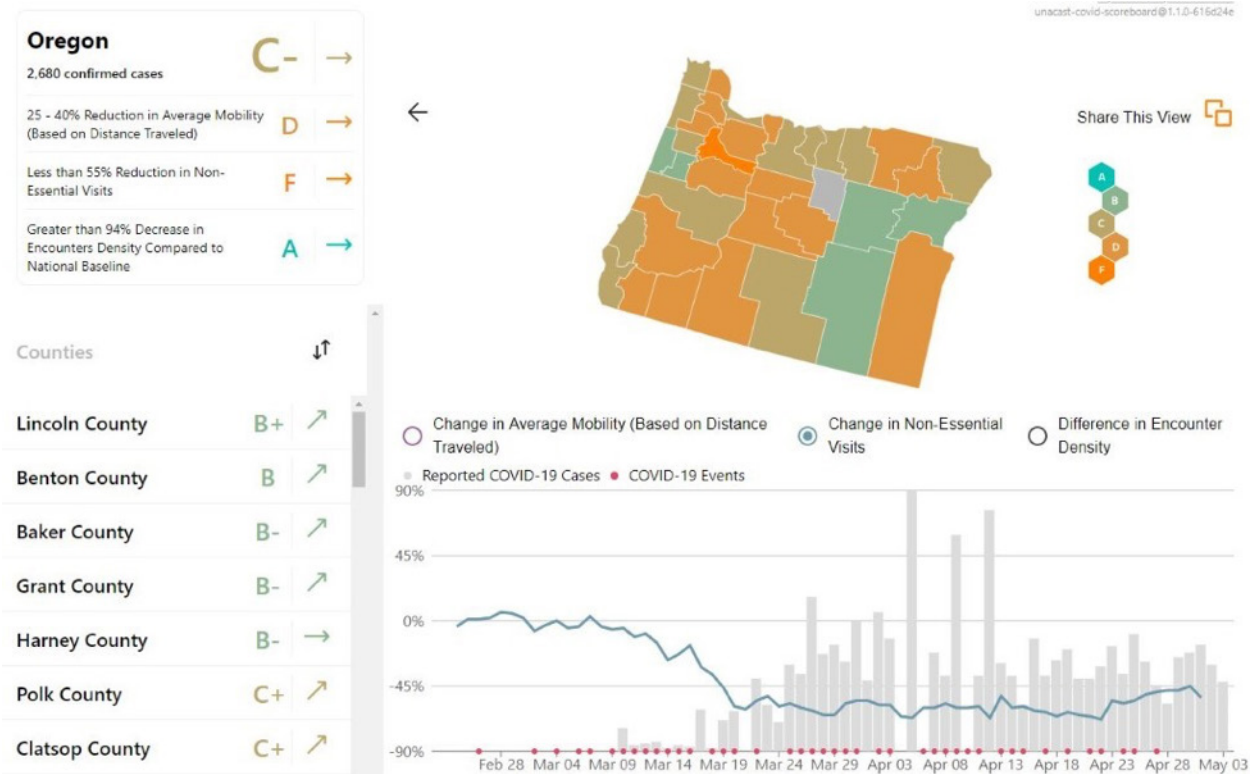 unacast-covid-scoreboard@1.1.0-616d24e
Oregon
2,680 confirmed cases
C-
25 - 40% Reduction in Average Mobility
(Based on Distance Traveled)
D
Less than 55% Reduction in Non-
Essential Visits
F
Greater than 94% Decrease in
Encounters Density Compared to
National Baseline
A
Share This View
A
B
C
D
F
Counties
Lincoln County B+
Benton County B
Baker County B-
Grant County B-
Harney County B-
Polk County C+
Clatsop County C+
Change in Average Mobility (Based on Distance
Traveled)
Change in Non-Essential
Visits
Difference in Encounter
Density
Reported COVID-19 Cases
COVID-19 Events
90%
45%
0%
-45%
-90%
Feb 28 Mar 04 Mar 09 Mar 14 Mar 19 Mar 24 Mar 29 Apr 03 Apr 08 Apr 13 Apr 18 Apr 23 Apr 28 May 03